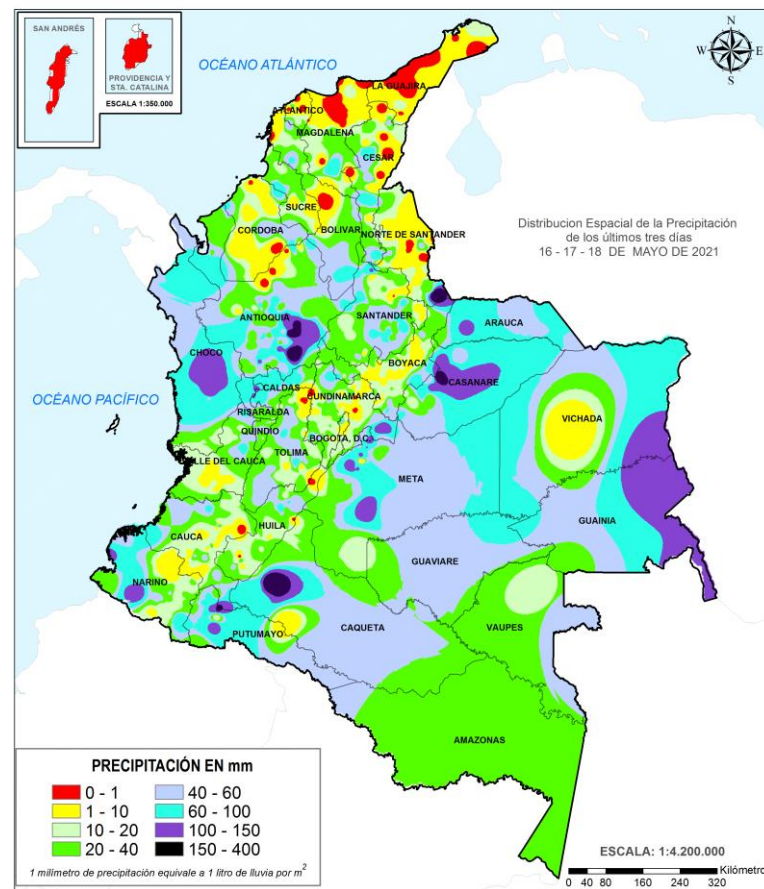 SAN ANDRÉS
PROVIDENCIA Y
STA. CATALINA
ESCALA 1:350.000
OCÉANO ATLÁNTICO
N
W
E
S
LA GUAJIRA
ATLANTICO
MAGDALENA
CESAR
SUCRE
CORDOBA
BOLIVAR
NORTE DE SANTANDER
Distribucion Espacial de la Precipitación
de los últimos tres días
16 - 17 - 18 DE MAYO DE 2021
ANTIOQUIA
SANTANDER
ARAUCA
CHOCO
BOYACA
CASANARE
OCÉANO PACÍFICO
CALDAS
CUNDINAMARCA
RISARALDA
VICHADA
QUINDIO
BOGOTA, D.C.
TOLIMA
VALLE DEL CAUCA
META
GUAINIA
HUILA
CAUCA
GUAVIARE
NARINO
CAQUETA
VAUPES
PUTUMAYO
AMAZONAS
PRECIPITACIÓN EN mm
0 - 1
40 - 60
1 - 10
60 - 100
10 - 20
100 - 150
20 - 40
150 - 400
1 milímetro de precipitación equivale a 1 litro de lluvia por m²
ESCALA: 1:4.200.000
Kilómetro
0 40 80 160 240 320